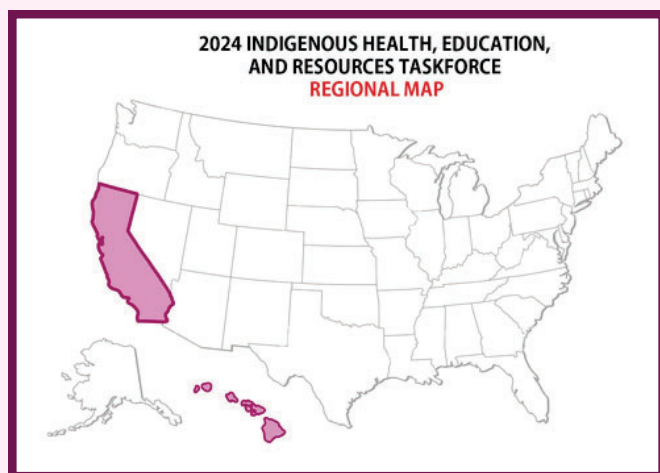 2024 INDIGENOUS HEALTH, EDUCATION,
AND RESOURCES TASKFORCE
REGIONAL MAP